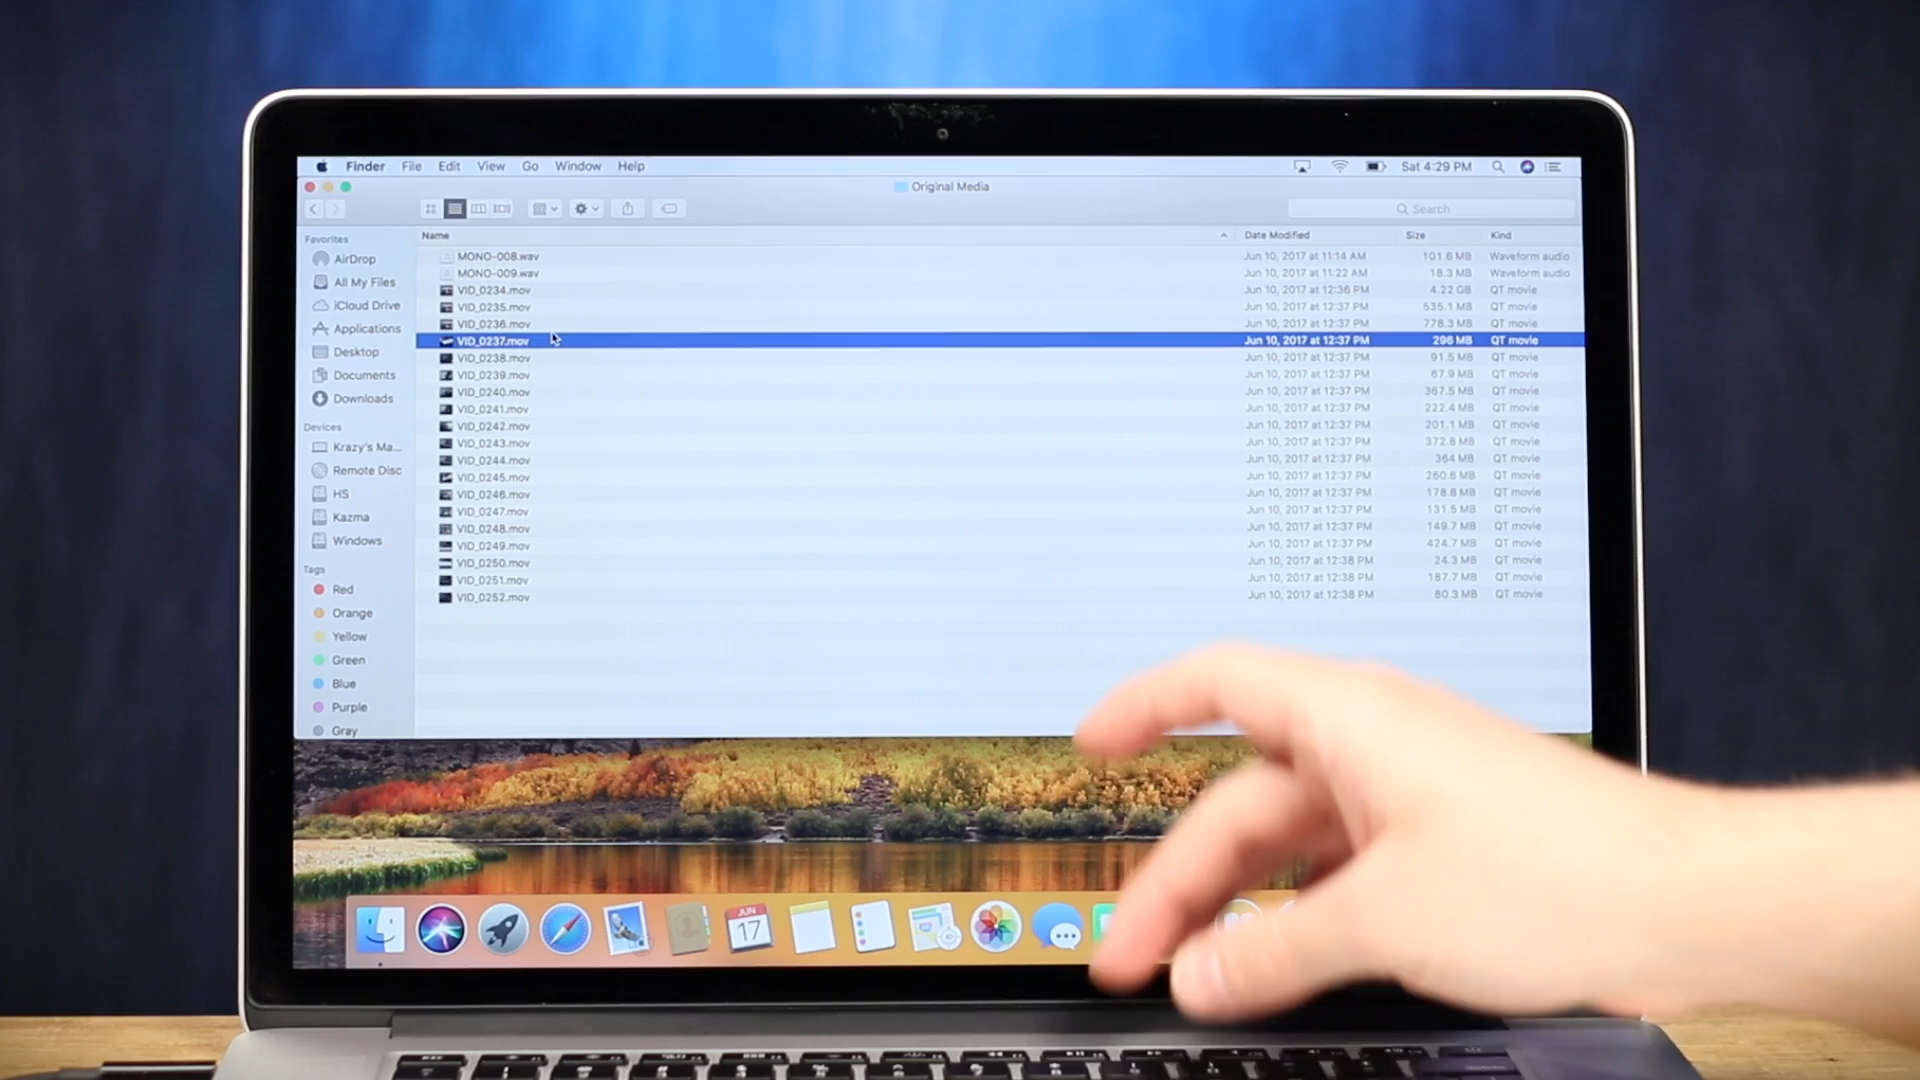 Finder File Edit View Go Window Help Sat 4:29 PM
Original Media
Search
Name Date Modified Size Kind
MONO-008.wav Jun 10, 2017 at 11:14 AM 101.6 MB Waveform audio
MONO-009.wav Jun 10, 2017 at 11:22 AM 18.3 MB Waveform audio
VID_0234.mov Jun 10, 2017 at 12:36 PM 4.22 GB QT movie
VID_0235.mov Jun 10, 2017 at 12:37 PM 535.1 MB QT movie
VID_0236.mov Jun 10, 2017 at 12:37 PM 778.3 MB QT movie
VID_0237.mov Jun 10, 2017 at 12:37 PM 296 MB QT movie
VID_0238.mov Jun 10, 2017 at 12:37 PM 91.5 MB QT movie
VID_0239.mov Jun 10, 2017 at 12:37 PM 67.9 MB QT movie
VID_0240.mov Jun 10, 2017 at 12:37 PM 367.5 MB QT movie
VID_0241.mov Jun 10, 2017 at 12:37 PM 222.4 MB QT movie
VID_0242.mov Jun 10, 2017 at 12:37 PM 201.1 MB QT movie
VID_0243.mov Jun 10, 2017 at 12:37 PM 372.8 MB QT movie
VID_0244.mov Jun 10, 2017 at 12:37 PM 364 MB QT movie
VID_0245.mov Jun 10, 2017 at 12:37 PM 260.6 MB QT movie
VID_0246.mov Jun 10, 2017 at 12:37 PM 178.8 MB QT movie
VID_0247.mov Jun 10, 2017 at 12:37 PM 131.5 MB QT movie
VID_0248.mov Jun 10, 2017 at 12:37 PM 149.7 MB QT movie
VID_0249.mov Jun 10, 2017 at 12:37 PM 424.7 MB QT movie
VID_0250.mov Jun 10, 2017 at 12:38 PM 24.3 MB QT movie
VID_0251.mov Jun 10, 2017 at 12:38 PM 187.7 MB QT movie
VID_0252.mov Jun 10, 2017 at 12:38 PM 80.3 MB QT movie
Favorites
AirDrop
All My Files
iCloud Drive
Applications
Desktop
Documents
Downloads
Devices
Krazy's Ma...
Remote Disc
HS
Kazma
Windows
Tags
Red
Orange
Yellow
Green
Blue
Purple
Gray
JUN
17